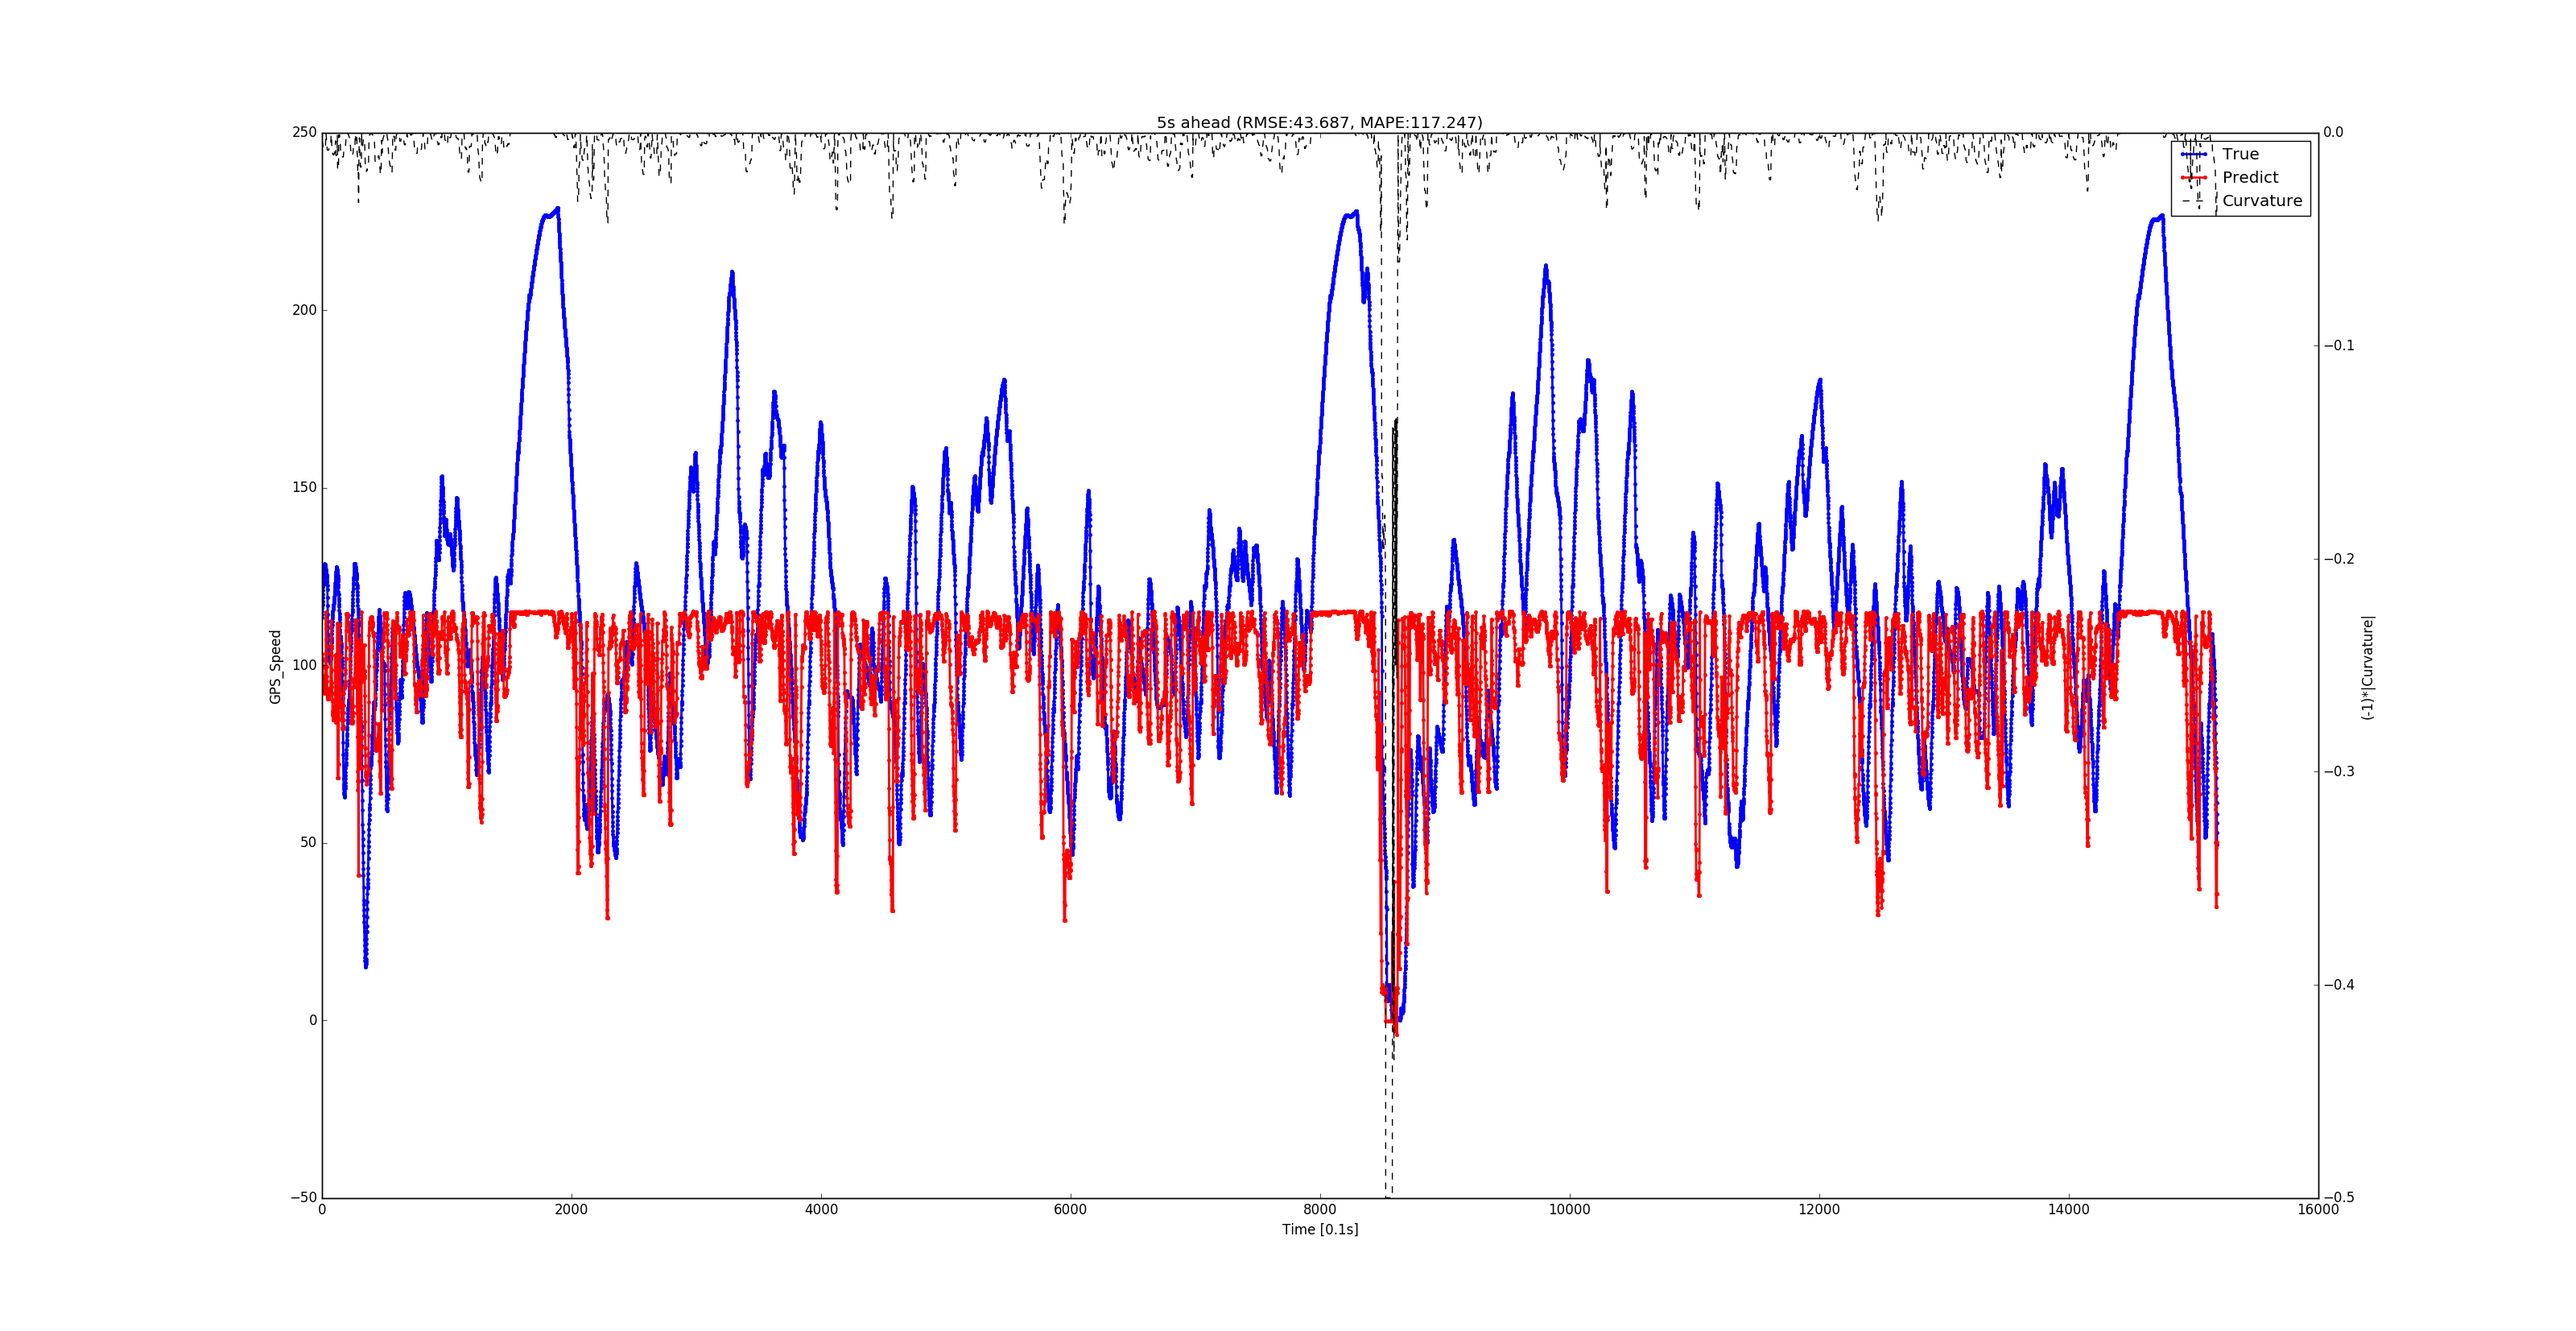 5s ahead (RMSE:43.687, MAPE:117.247)
250
200
150
100
50
0
−50
GPS_Speed
0.0
−0.1
−0.2
−0.3
−0.4
−0.5
(-1)*|Curvature|
True
Predict
Curvature
0 2000 4000 6000 8000 10000 12000 14000 16000
Time [0.1s]